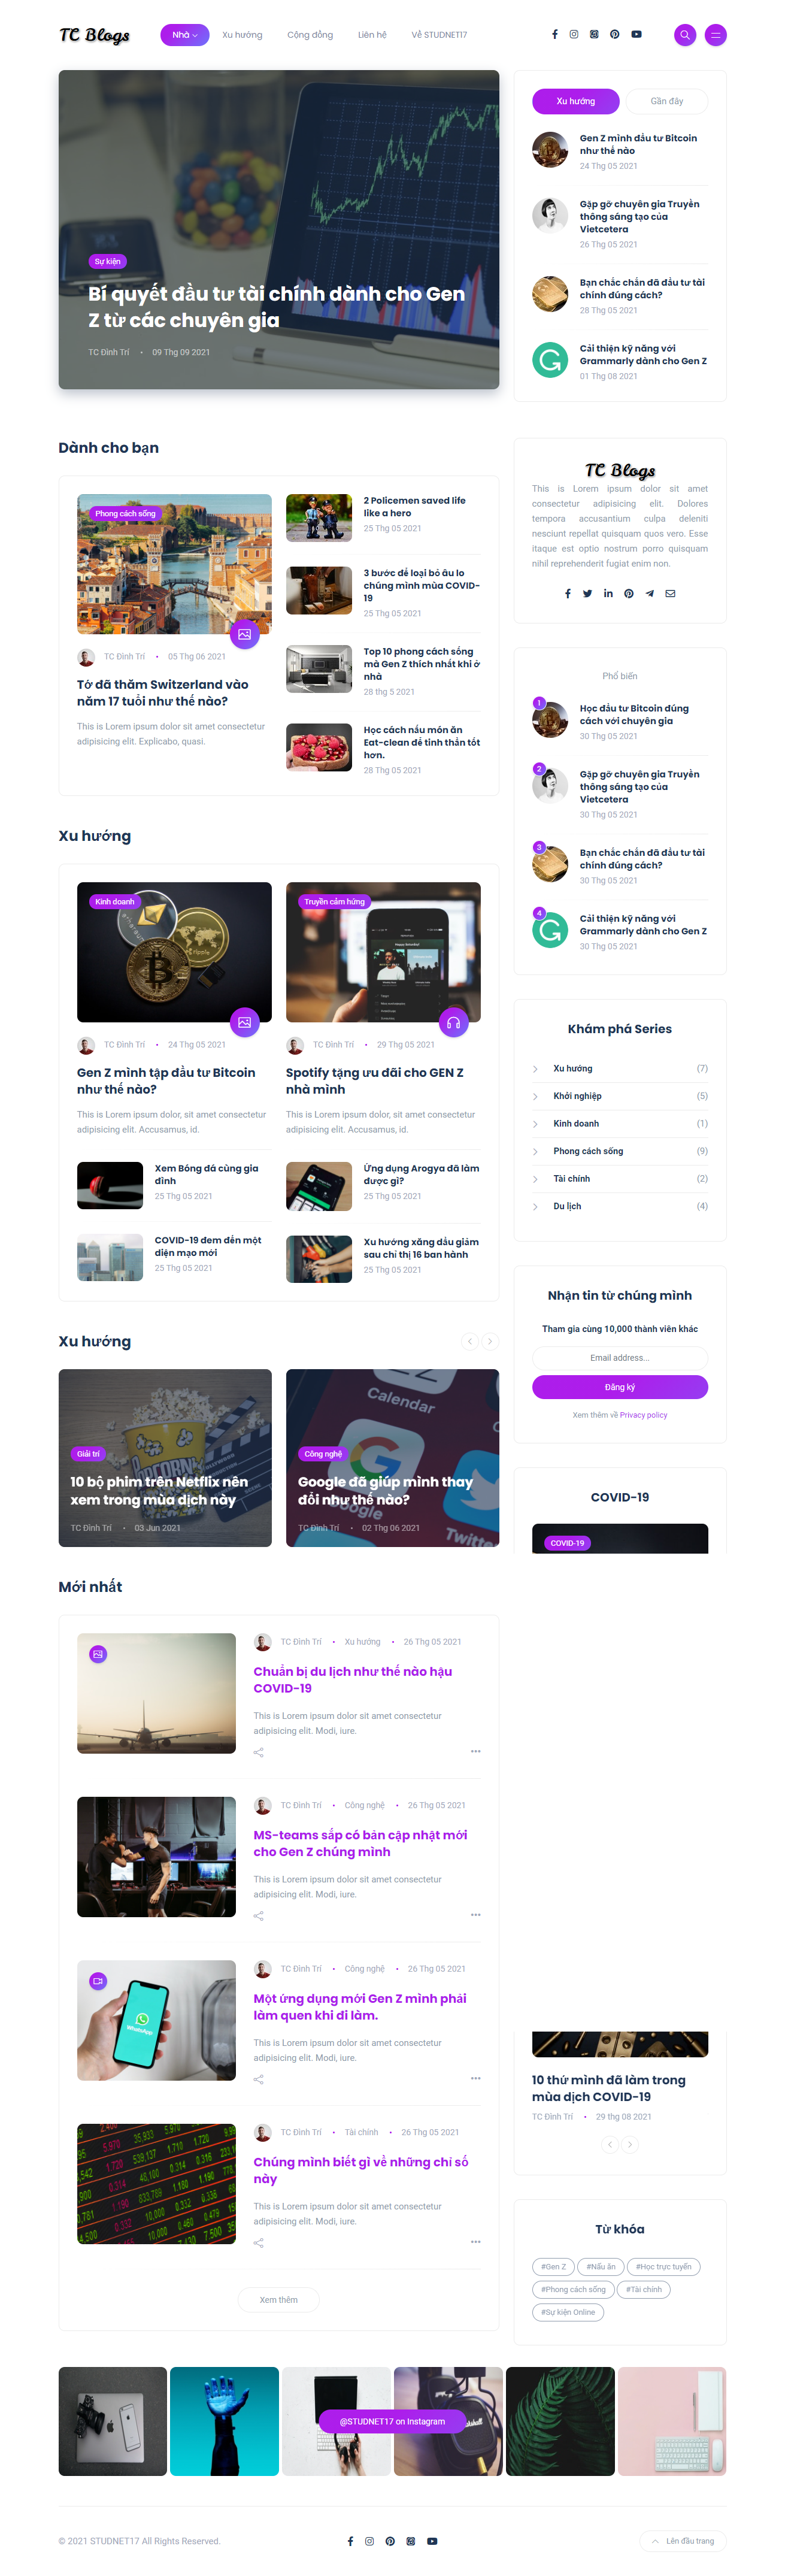 TC Blogs
Nhà
Xu hướng
Cộng đồng
Liên hệ
Về STUDNET17
Sự kiện
Bí quyết đầu tư tài chính dành cho Gen
Z từ các chuyên gia
TC Đình Trí • 09 Thg 09 2021
Xu hướng
Gần đây
Gen Z mình đầu tư Bitcoin
như thế nào
24 Thg 05 2021
Gặp gỡ chuyên gia Truyền
thông sáng tạo của
Vietcetera
26 Thg 05 2021
Bạn chắc chắn đã đầu tư tài
chính đúng cách?
28 Thg 05 2021
Cải thiện kỹ năng với
Grammarly dành cho Gen Z
01 Thg 08 2021
Dành cho bạn
Phong cách sống
TC Đình Trí • 05 Thg 06 2021
Tớ đã thăm Switzerland vào
năm 17 tuổi như thế nào?
This is Lorem ipsum dolor sit amet consectetur
adipisicing elit. Explicabo, quasi.
2 Policemen saved life
like a hero
25 Thg 05 2021
3 bước để loại bỏ âu lo
chúng mình mùa COVID-
19
25 Thg 05 2021
Top 10 phong cách sống
mà Gen Z thích nhất khi ở
nhà
28 thg 5 2021
Học cách nấu món ăn
Eat-clean để tinh thần tốt
hơn.
28 Thg 05 2021
TC Blogs
This is Lorem ipsum dolor sit amet
consectetur adipisicing elit. Dolores
tempora accusantium culpa deleniti
nesciunt repellat quisquam quos vero. Esse
itaque est optio nostrum porro quisquam
nihil reprehenderit fugiat enim non.
Phổ biến
1
Học đầu tư Bitcoin đúng
cách với chuyên gia
30 Thg 05 2021
2
Gặp gỡ chuyên gia Truyền
thông sáng tạo của
Vietcetera
30 Thg 05 2021
3
Bạn chắc chắn đã đầu tư tài
chính đúng cách?
30 Thg 05 2021
4
Cải thiện kỹ năng với
Grammarly dành cho Gen Z
30 Thg 05 2021
Xu hướng
Kinh doanh
TC Đình Trí • 24 Thg 05 2021
Gen Z mình tập đầu tư Bitcoin
như thế nào?
This is Lorem ipsum dolor, sit amet consectetur
adipisicing elit. Accusamus, id.
Xem Bóng đá cùng gia
đình
25 Thg 05 2021
COVID-19 đem đến một
diện mạo mới
25 Thg 05 2021
Truyền cảm hứng
TC Đình Trí • 29 Thg 05 2021
Spotify tặng ưu đãi cho GEN Z
nhà mình
This is Lorem ipsum dolor, sit amet consectetur
adipisicing elit. Accusamus, id.
Ứng dụng Arogya đã làm
được gì?
25 Thg 05 2021
Xu hướng xăng dầu giảm
sau chỉ thị 16 ban hành
25 Thg 05 2021
Khám phá Series
Xu hướng (7)
Khởi nghiệp (5)
Kinh doanh (1)
Phong cách sống (9)
Tài chính (2)
Du lịch (4)
Nhận tin từ chúng mình
Tham gia cùng 10,000 thành viên khác
Email address...
Đăng ký
Xem thêm về Privacy policy
Xu hướng
Giải trí
10 bộ phim trên Netflix nên
xem trong mùa dịch này
TC Đình Trí • 03 Jun 2021
Calendar
Google
Twitter
Công nghệ
Google đã giúp mình thay
đổi như thế nào?
TC Đình Trí • 02 Thg 06 2021
COVID-19
COVID-19
Mới nhất
TC Đình Trí • Xu hướng • 26 Thg 05 2021
Chuẩn bị du lịch như thế nào hậu
COVID-19
This is Lorem ipsum dolor sit amet consectetur
adipisicing elit. Modi, iure.
TC Đình Trí • Công nghệ • 26 Thg 05 2021
MS-teams sắp có bản cập nhật mới
cho Gen Z chúng mình
This is Lorem ipsum dolor sit amet consectetur
adipisicing elit. Modi, iure.
WhatsApp
TC Đình Trí • Công nghệ • 26 Thg 05 2021
Một ứng dụng mới Gen Z mình phải
làm quen khi đi làm.
This is Lorem ipsum dolor sit amet consectetur
adipisicing elit. Modi, iure.
TC Đình Trí • Tài chính • 26 Thg 05 2021
Chúng mình biết gì về những chỉ số
này
This is Lorem ipsum dolor sit amet consectetur
adipisicing elit. Modi, iure.
Xem thêm
10 thứ mình đã làm trong
mùa dịch COVID-19
TC Đình Trí • 29 thg 08 2021
Từ khóa
#Gen Z
#Nấu ăn
#Học trực tuyến
#Phong cách sống
#Tài chính
#Sự kiện Online
@STUDNET17 on Instagram
© 2021 STUDNET17 All Rights Reserved.
Lên đầu trang